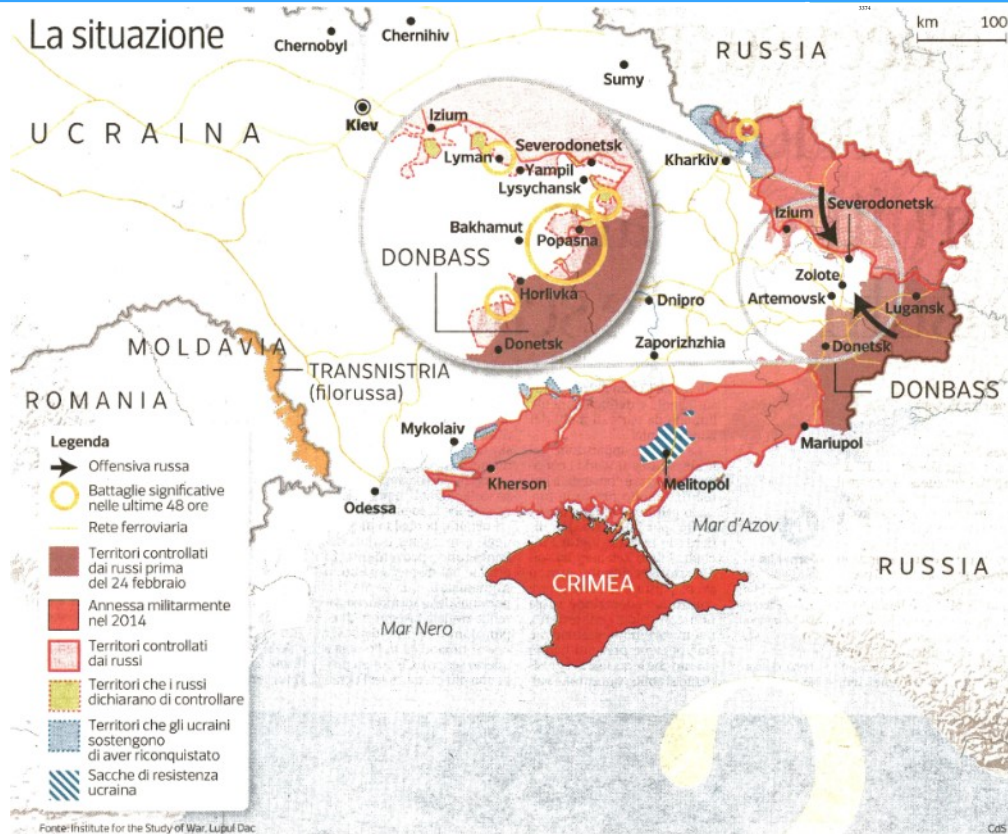 3374
La situazione
km 100
Chernobyl
Chernihiv
RUSSIA
Sumy
UCRAINA
Kiev
Izium
Lyman
Severodonetsk
Yampil
Lysychansk
Bakhamut
Popasna
DONBASS
Horlivka
Donetsk
Kharkiv
Izium
Severodonetsk
Zolote
Artemovsk
Lugansk
Donetsk
DONBASS
Dnipro
Zaporizhzhia
MOLDAVIA
TRANSNISTRIA
(filorussa)
ROMANIA
Mykolaiv
Kherson
Melitopol
Mariupol
Odessa
Mar d'Azov
RUSSIA
CRIMEA
Mar Nero
Legenda
Offensiva russa
Battaglie significative
nelle ultime 48 ore
Rete ferroviaria
Territori controllati
dai russi prima
del 24 febbraio
Annessa militarmente
nel 2014
Territori controllati
dai russi
Territori che i russi
dichiarano di controllare
Territori che gli ucraini
sostengono
di aver riconquistato
Sacche di resistenza
ucraina
Fonte: Institute for the Study of War, Lupul Dac
CdS